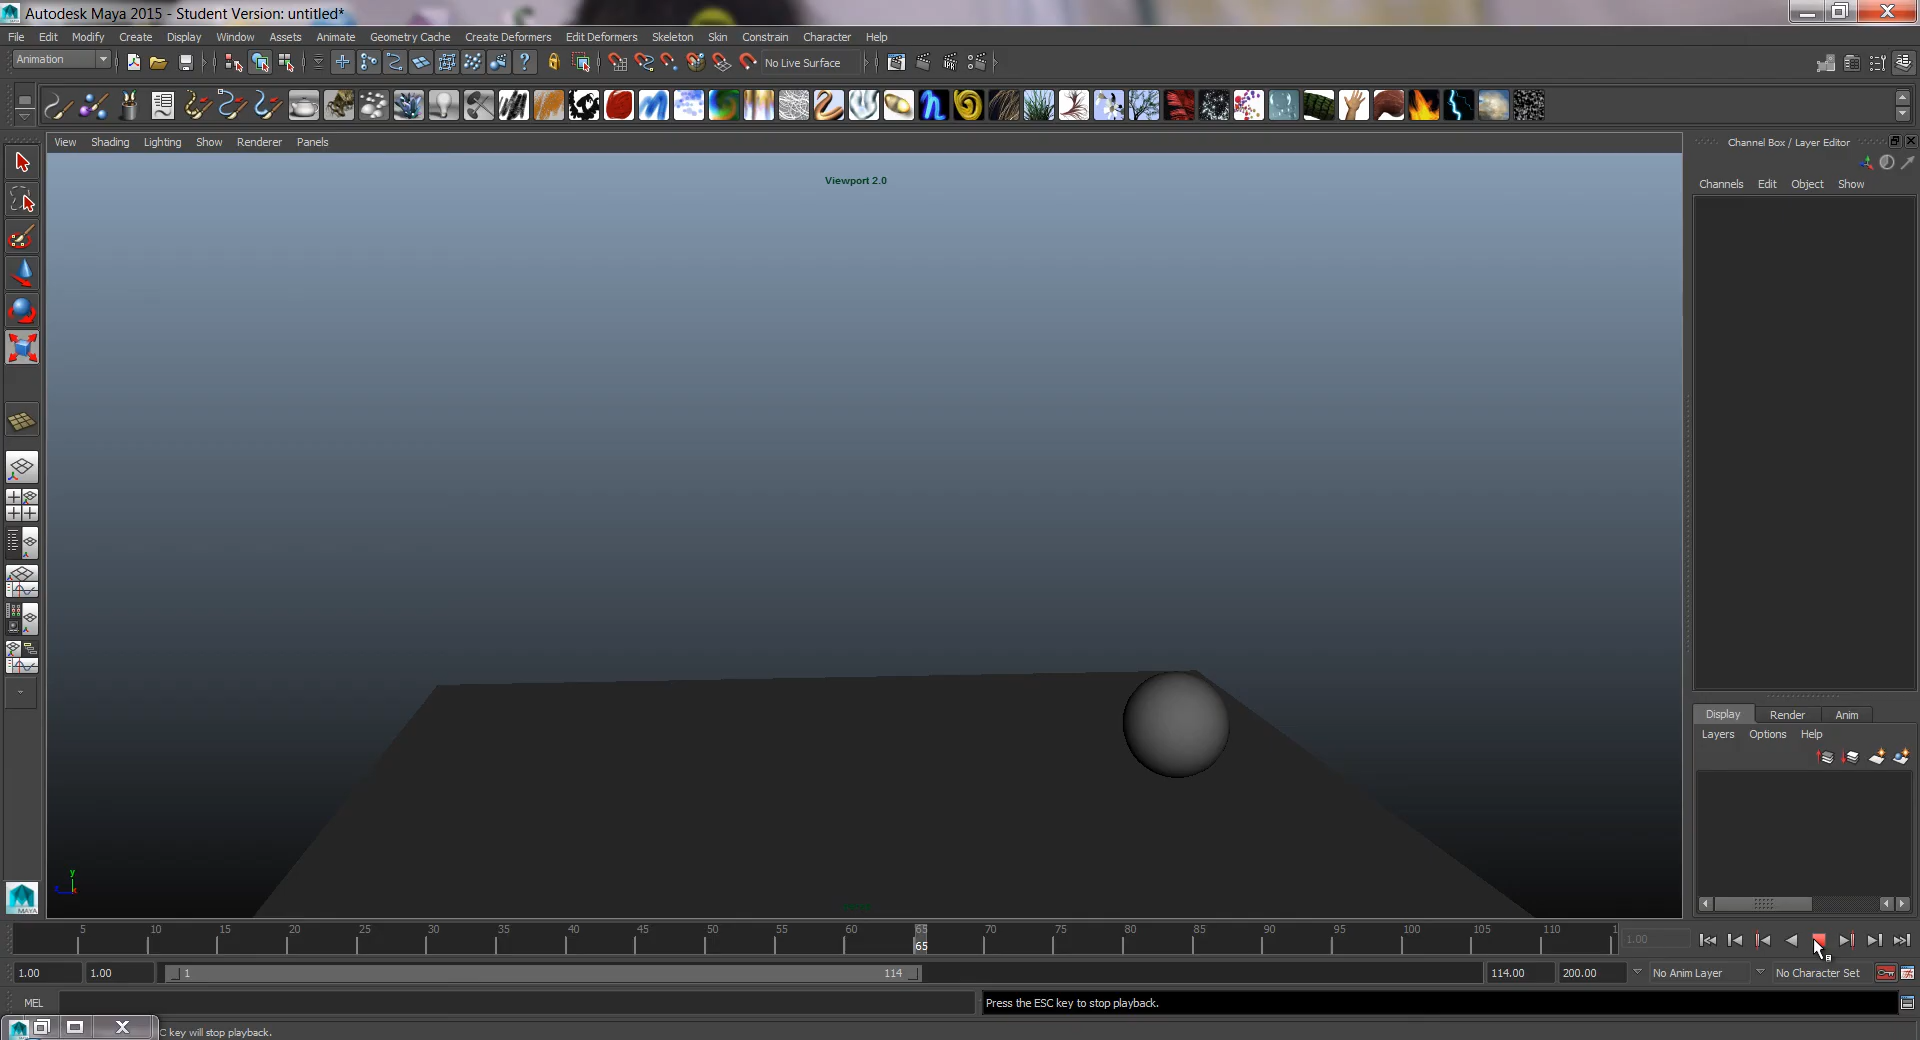 Autodesk Maya 2015 - Student Version: untitled*
File Edit Modify Create Display Window Assets Animate Geometry Cache Create Deformers Edit Deformers Skeleton Skin Constrain Character Help
Animation No Live Surface
View Shading Lighting Show Renderer Panels
Channel Box / Layer Editor
Viewport 2.0
Channels Edit Object Show
Display Render Anim
Layers Options Help
y
5 10 15 20 25 30 35 40 45 50 55 60 65 70 75 80 85 90 95 100 105 110 1
65
1.00
1.00 1.00 1 114 114.00 200.00 No Anim Layer No Character Set
MEL Press the ESC key to stop playback.
MAYA
C key will stop playback.